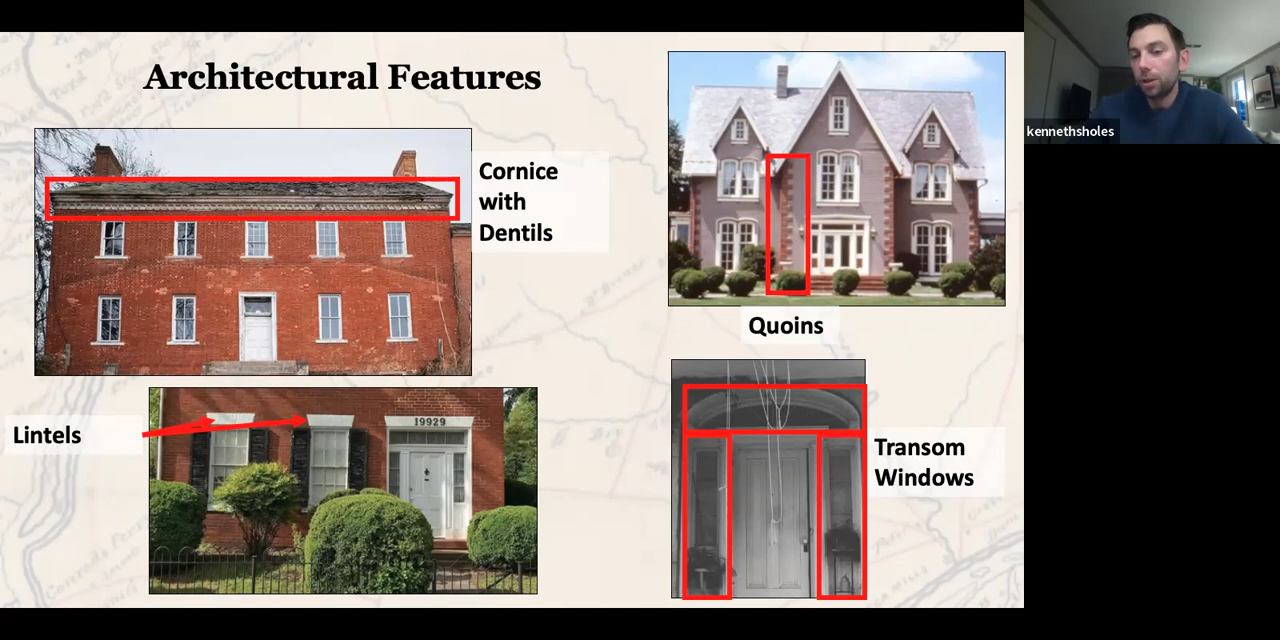 Architectural Features
Cornice
with
Dentils
Quoins
Lintels
19929
Transom
Windows
kennethsholes